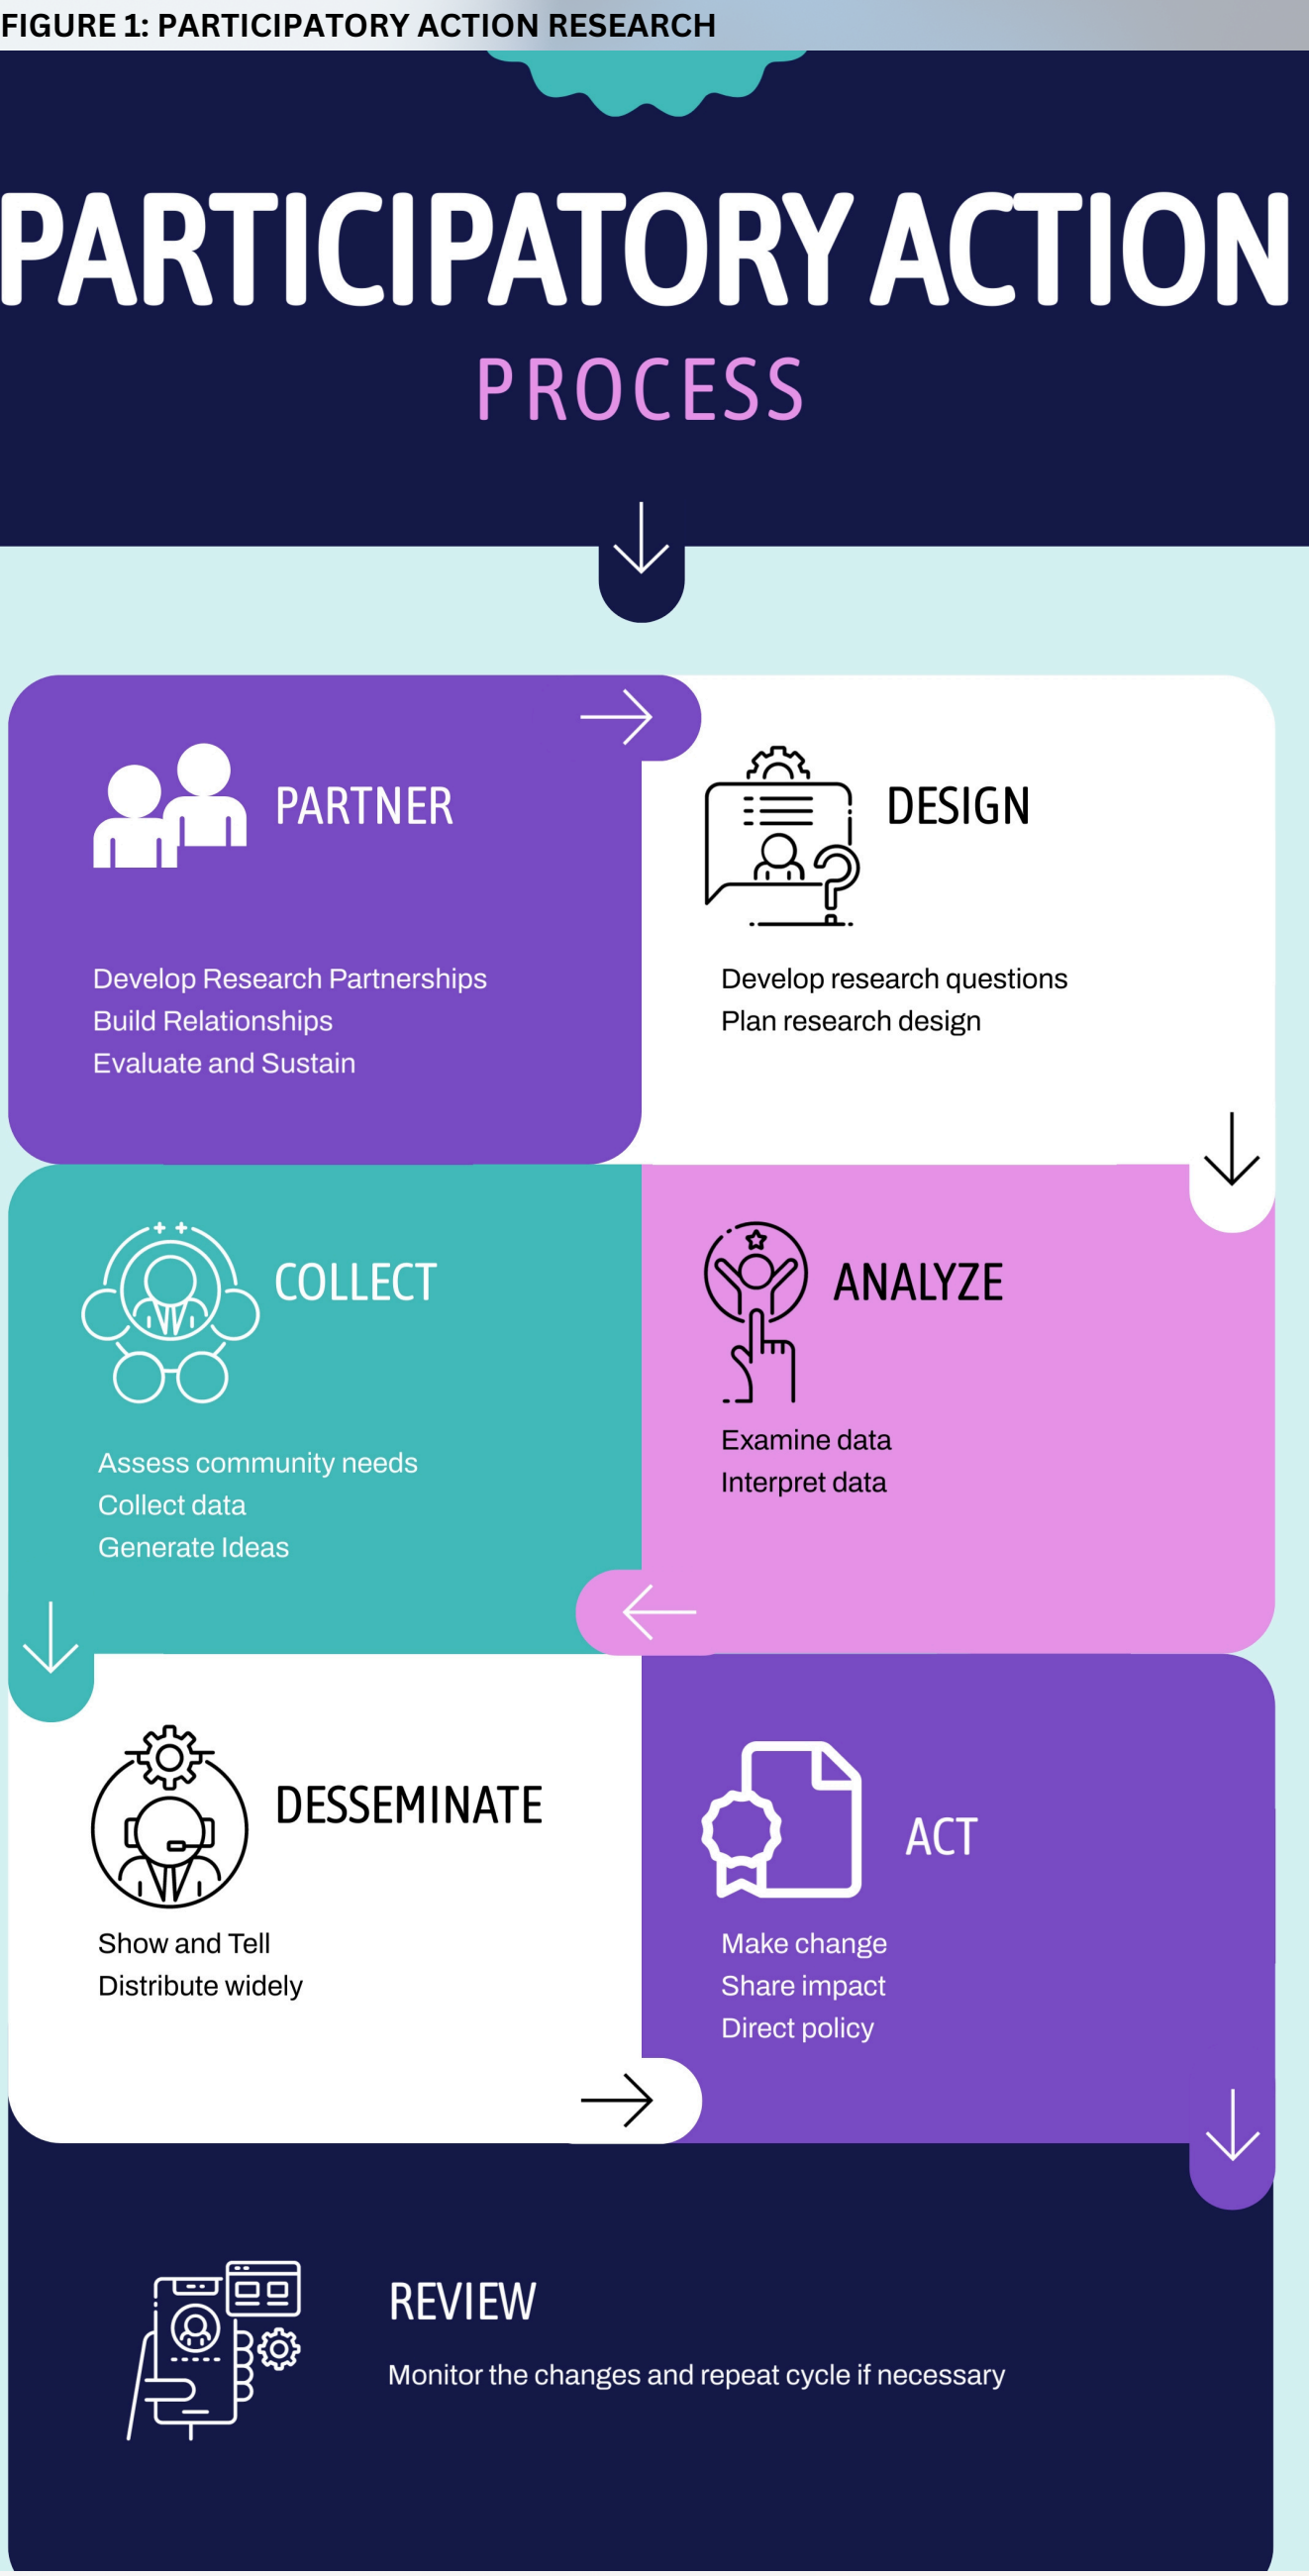 FIGURE 1: PARTICIPATORY ACTION RESEARCH
PARTICIPATORY ACTION
PROCESS
PARTNER
Develop Research Partnerships
Build Relationships
Evaluate and Sustain
DESIGN
Develop research questions
Plan research design
COLLECT
Assess community needs
Collect data
Generate Ideas
ANALYZE
Examine data
Interpret data
DESSEMINATE
Show and Tell
Distribute widely
ACT
Make change
Share impact
Direct policy
REVIEW
Monitor the changes and repeat cycle if necessary